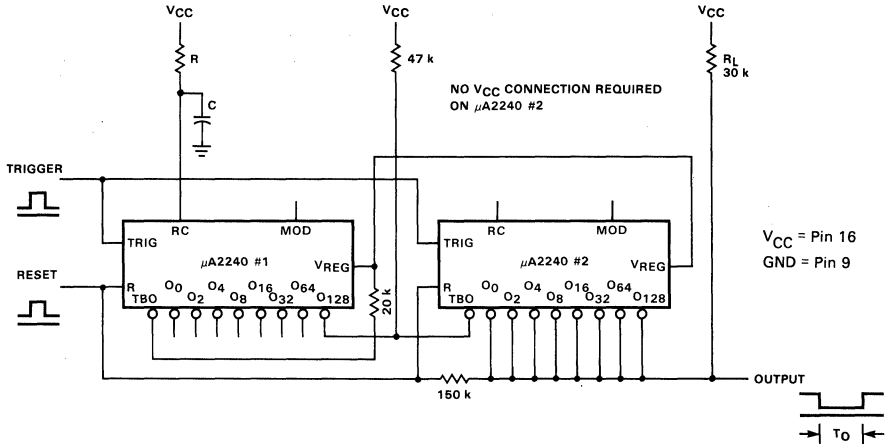 VCC VCC VCC
R 47 k RL
30 k
C
NO VCC CONNECTION REQUIRED
ON μA2240 #2
TRIGGER
RC MOD RC MOD
TRIG TRIG
VCC = Pin 16
GND = Pin 9
μA2240 #1 VREG μA2240 #2 VREG
RESET
R O0 O4 O16 O64 R O0 O4 O16 O64
TBO O2 O8 O32 O128 TBO O2 O8 O32 O128
20 k
150 k
OUTPUT
TO